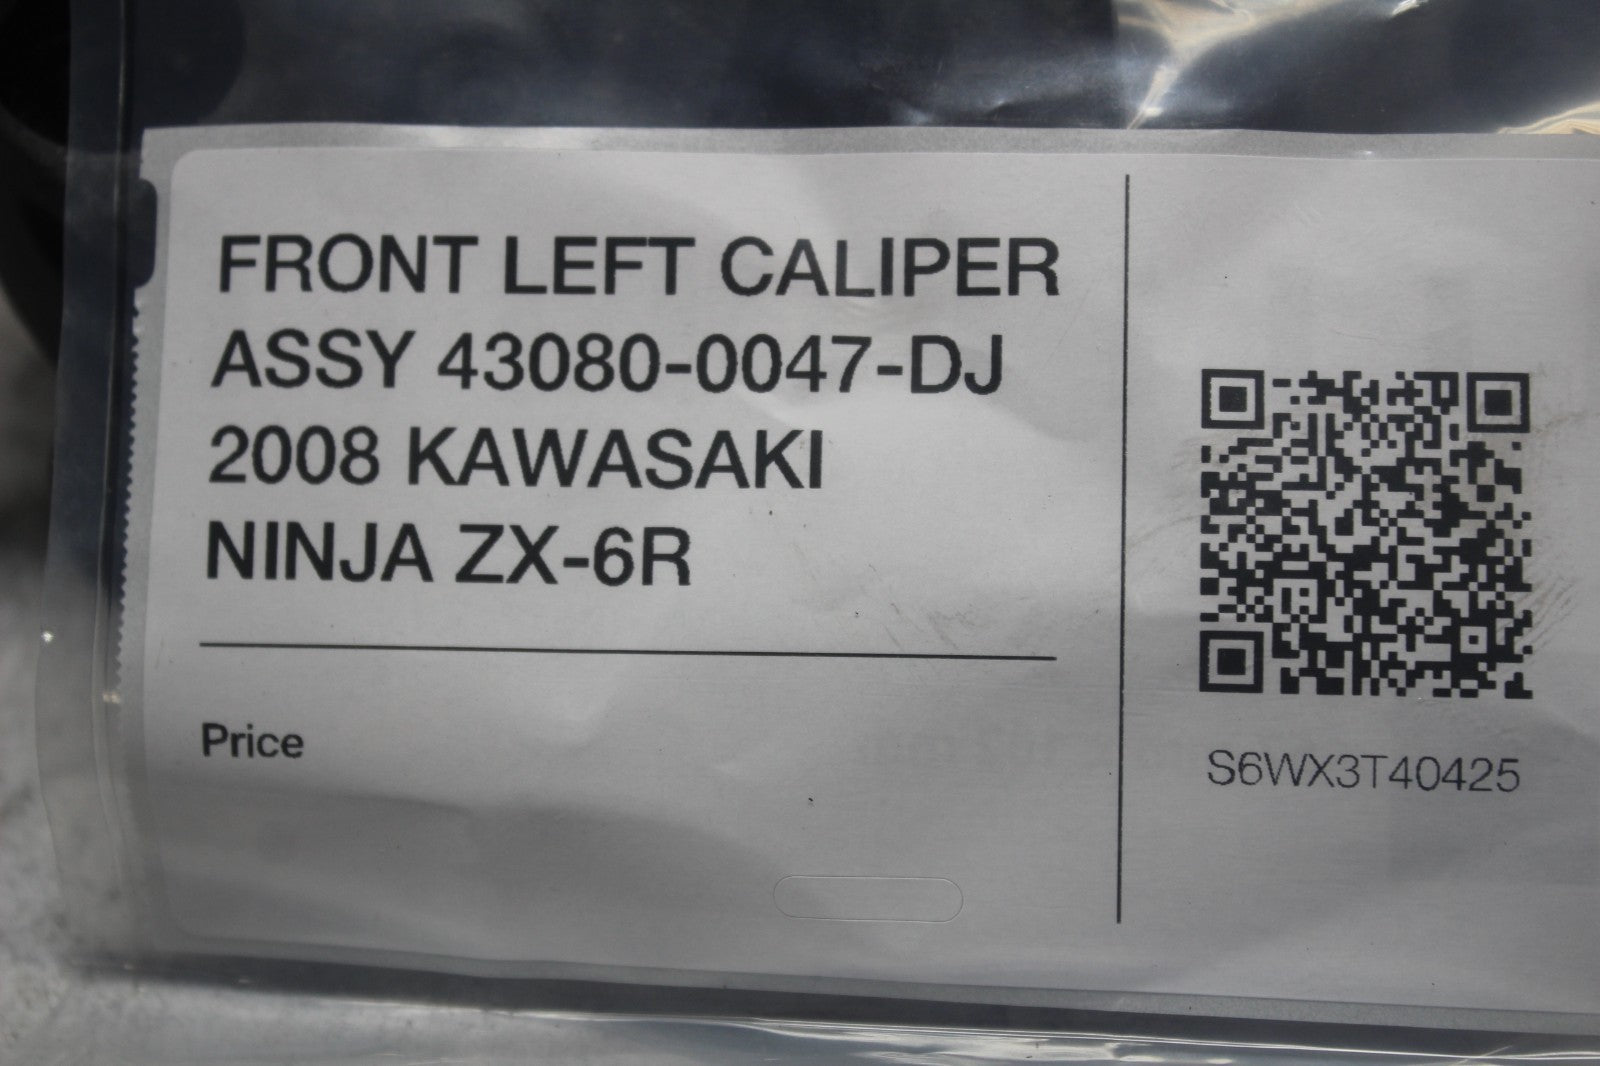 FRONT LEFT CALIPER
ASSY 43080-0047-DJ
2008 KAWASAKI
NINJA ZX-6R
Price
S6WX3T40425